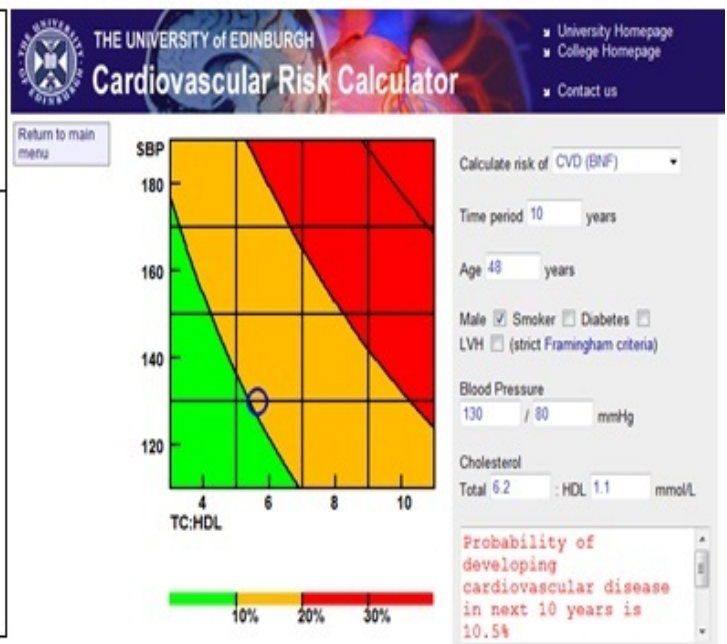 THE UNIVERSITY of EDINBURGH
Cardiovascular Risk Calculator
University Homepage
College Homepage
Contact us
Return to main
menu
SBP
180
160
140
120
4 6 8 10
TC:HDL
10% 20% 30%
Calculate risk of CVD (BNF)
Time period 10 years
Age 48 years
Male Smoker Diabetes
LVH (strict Framingham criteria)
Blood Pressure
130 / 80 mmHg
Cholesterol
Total 6.2 : HDL 1.1 mmol/L
Probability of
developing
cardiovascular disease
in next 10 years is
10.5%